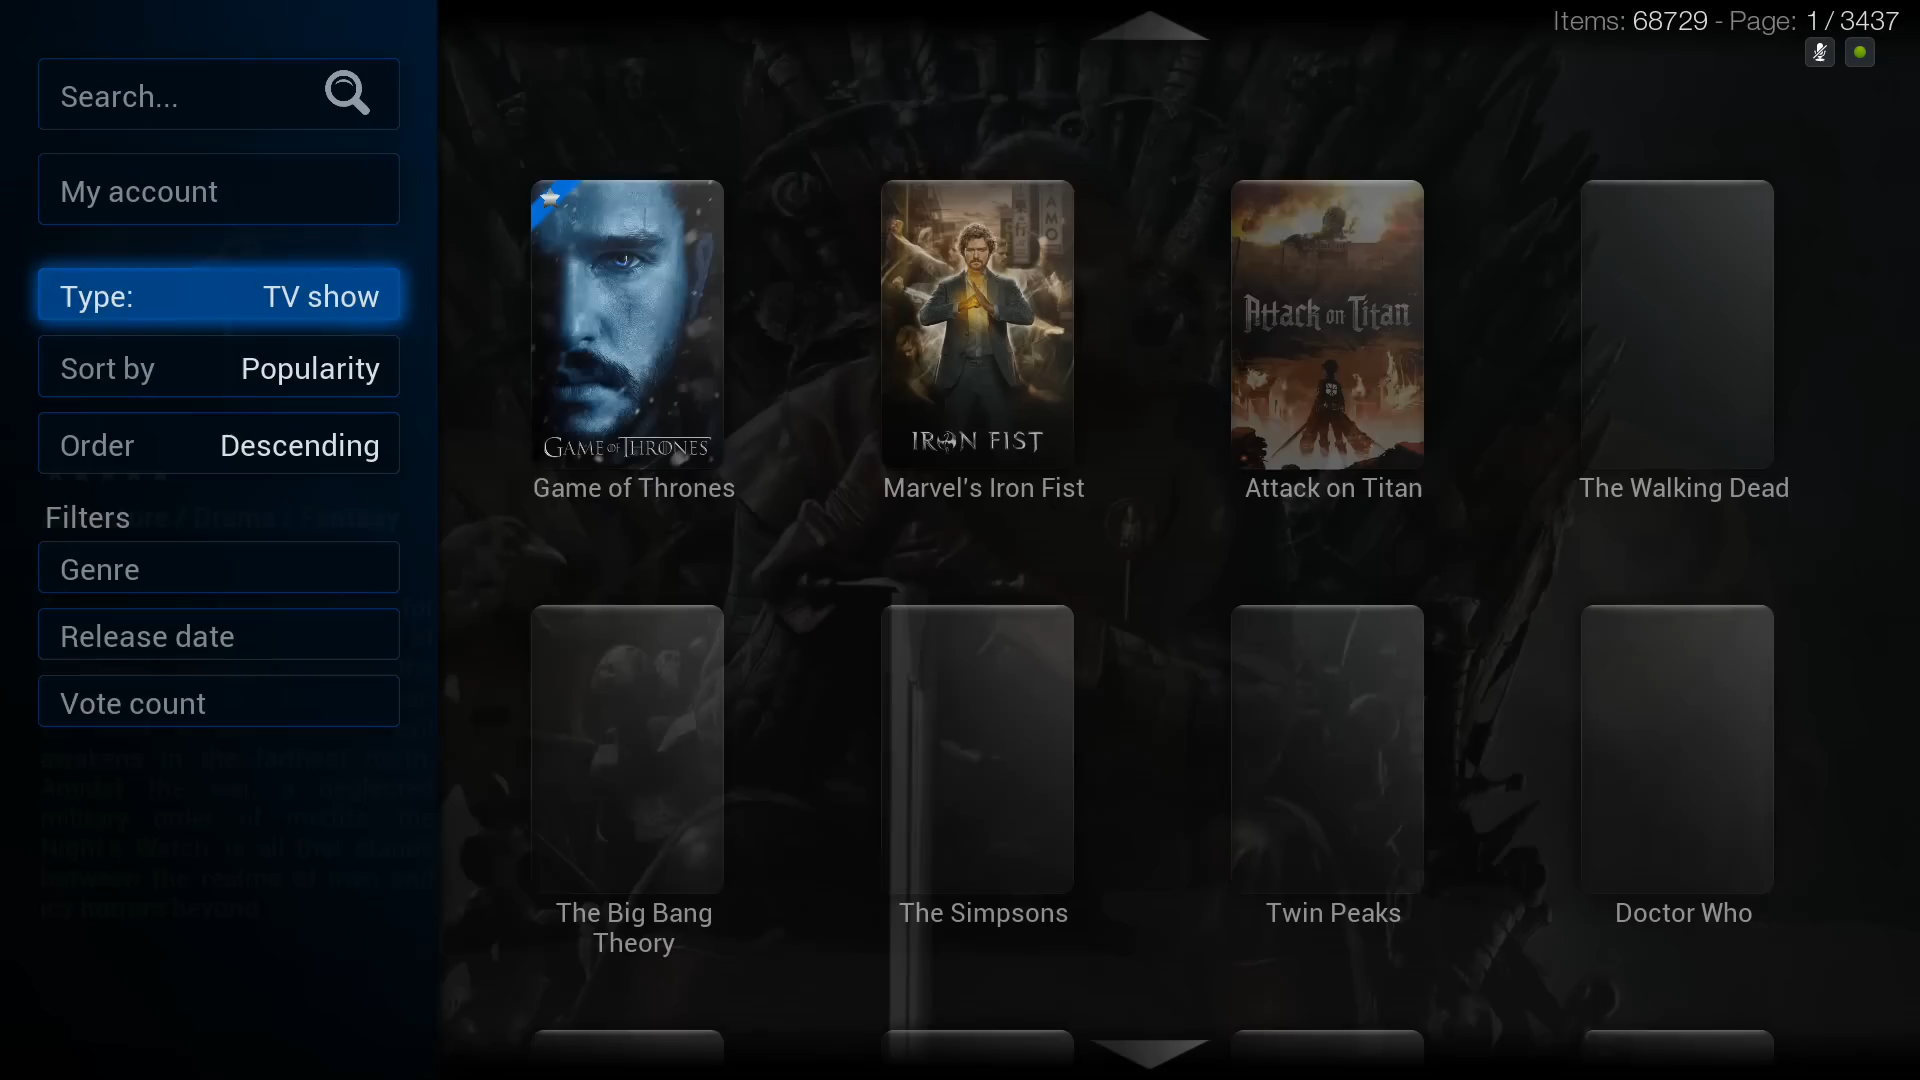 Items: 68729 - Page: 1 / 3437
Search...
My account
Type: TV show
Sort by Popularity
Order Descending
Filters
Genre
Release date
Vote count
GAME OF THRONES
Game of Thrones
AMO
IRON FIST
Marvel's Iron Fist
Attack on Titan
Attack on Titan
The Walking Dead
The Big Bang
Theory
The Simpsons
Twin Peaks
Doctor Who